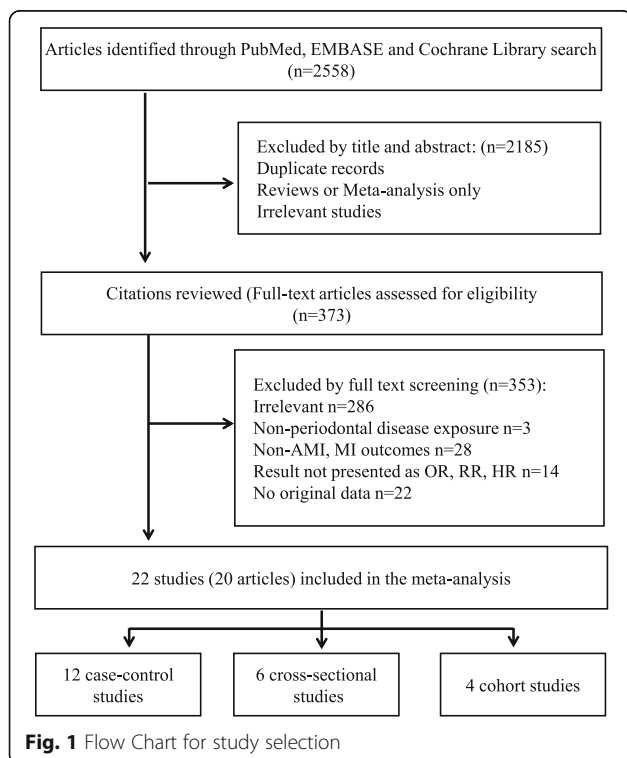 Articles identified through PubMed, EMBASE and Cochrane Library search
(n=2558)
Excluded by title and abstract: (n=2185)
Duplicate records
Reviews or Meta-analysis only
Irrelevant studies
Citations reviewed (Full-text articles assessed for eligibility
(n=373)
Excluded by full text screening (n=353):
Irrelevant n=286
Non-periodontal disease exposure n=3
Non-AMI, MI outcomes n=28
Result not presented as OR, RR, HR n=14
No original data n=22
22 studies (20 articles) included in the meta-analysis
12 case-control
studies
6 cross-sectional
studies
4 cohort studies
Fig. 1 Flow Chart for study selection